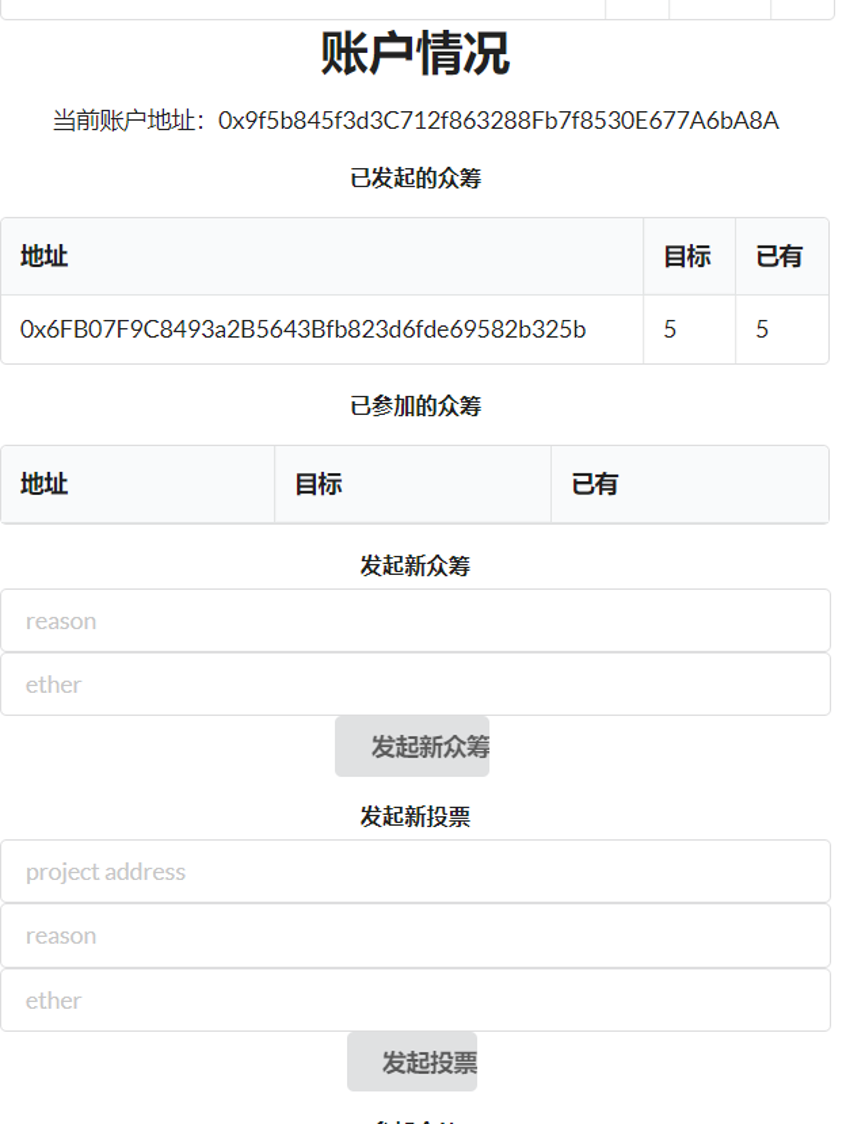 账户情况
当前账户地址：0x9f5b845f3d3C712f863288Fb7f8530E677A6bA8A
已发起的众筹
地址 目标 已有
0x6FB07F9C8493a2B5643Bfb823d6fde69582b325b 5 5
已参加的众筹
地址 目标 已有
发起新众筹
reason
ether
发起新众筹
发起新投票
project address
reason
ether
发起投票